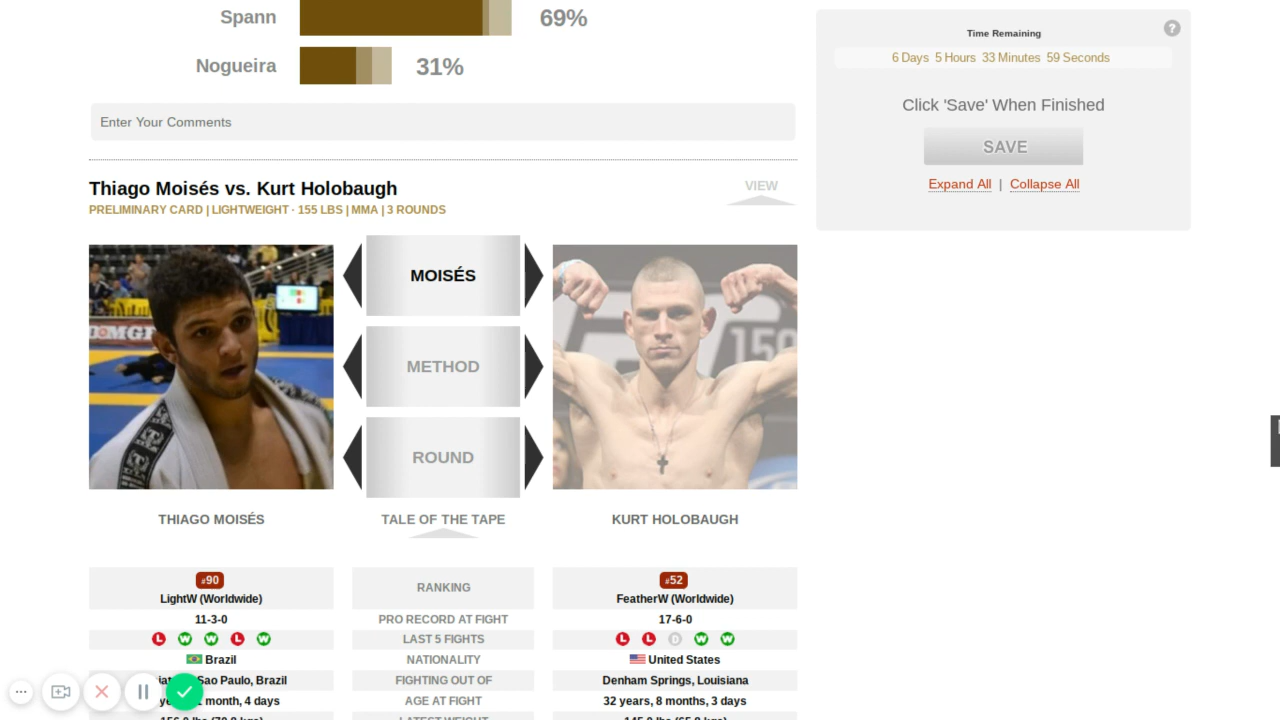 Spann 69%
Nogueira 31%
Enter Your Comments
Time Remaining ?
6 Days 5 Hours 33 Minutes 59 Seconds
Click 'Save' When Finished
SAVE
Expand All | Collapse All
Thiago Moisés vs. Kurt Holobaugh
PRELIMINARY CARD | LIGHTWEIGHT · 155 LBS | MMA | 3 ROUNDS
VIEW
MOISÉS
METHOD
ROUND
150
THIAGO MOISÉS TALE OF THE TAPE KURT HOLOBAUGH
#90 RANKING #52
LightW (Worldwide) FeatherW (Worldwide)
11-3-0 PRO RECORD AT FIGHT 17-6-0
L W W L W LAST 5 FIGHTS L L D W W
Brazil NATIONALITY United States
Sao Paulo, Brazil FIGHTING OUT OF Denham Springs, Louisiana
month, 4 days AGE AT FIGHT 32 years, 8 months, 3 days
LATEST WEIGHT